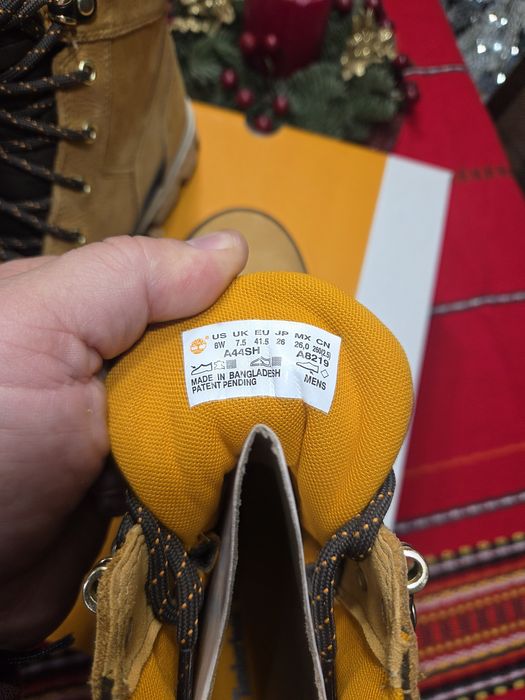 US UK EU JP MX CN
8W 7.5 41.5 26 26,0 260(2.5)
A44SH A8219
MADE IN BANGLADESH
PATENT PENDING MENS